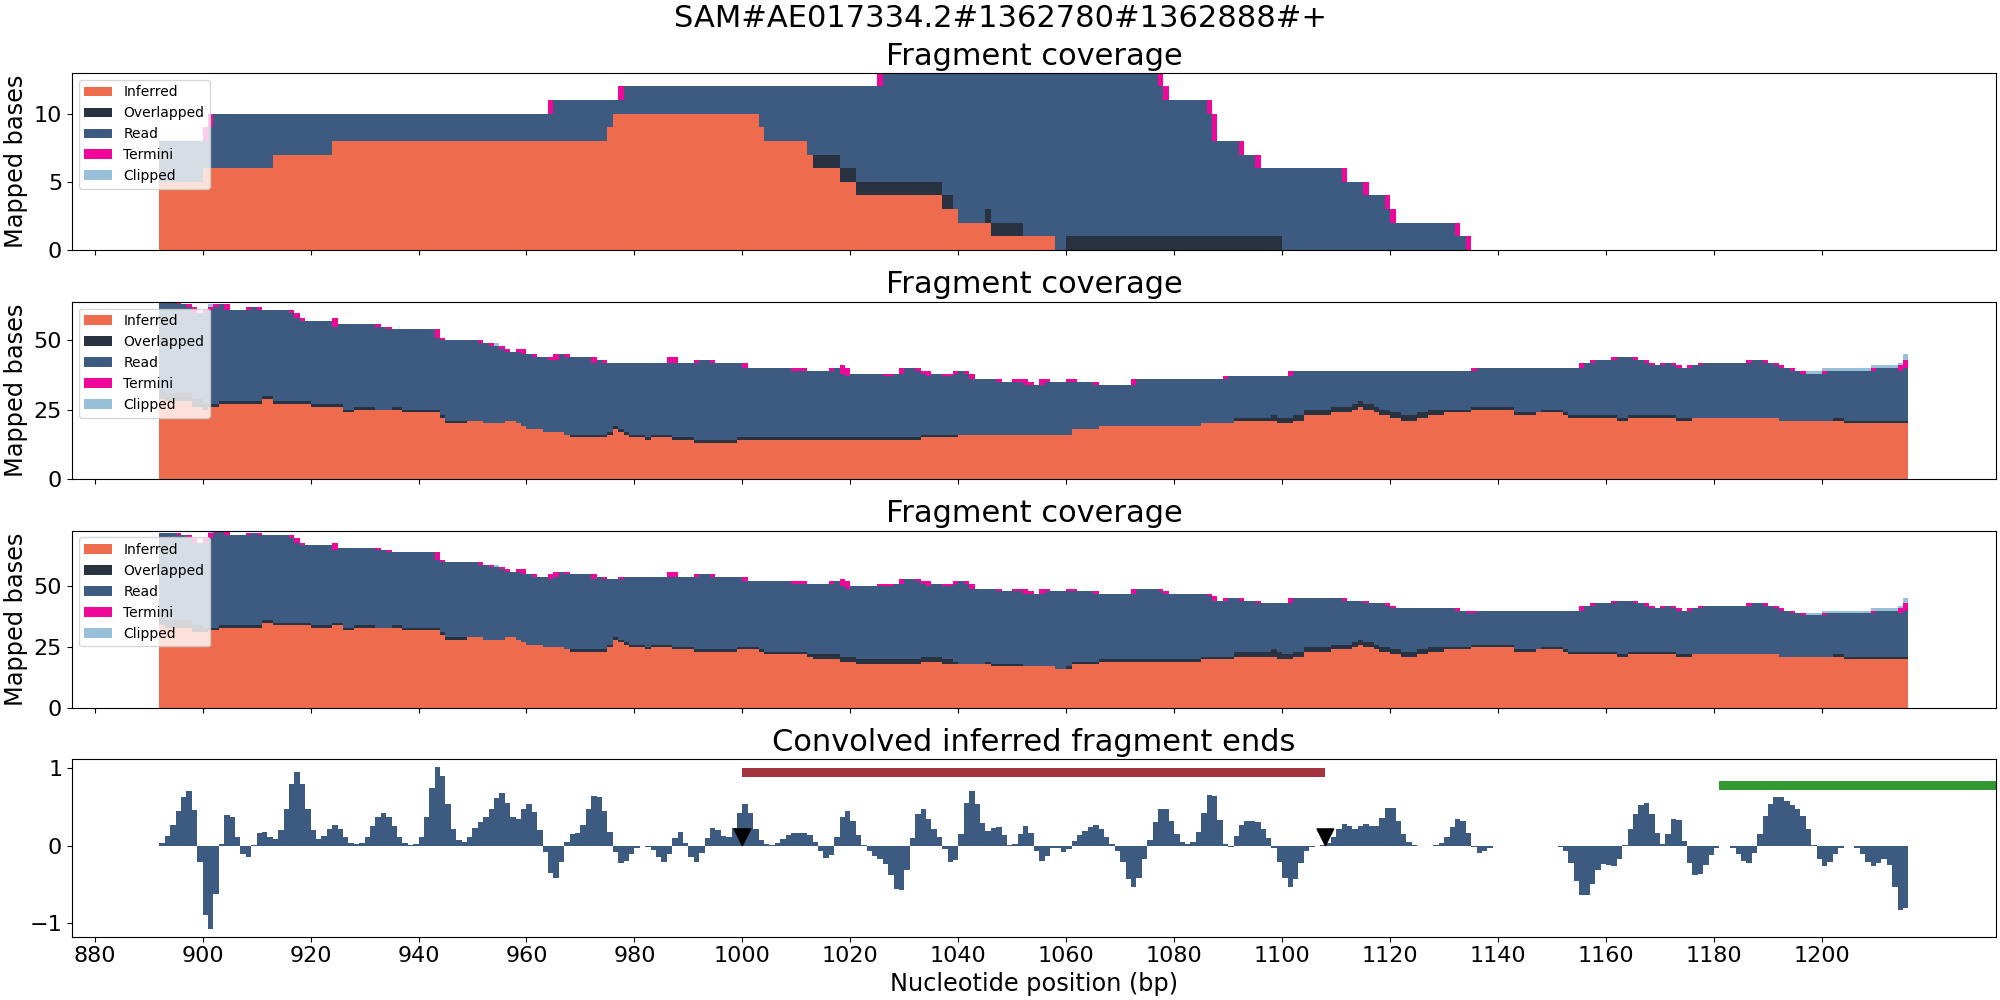 SAM#AE017334.2#1362780#1362888#+
Fragment coverage
Mapped bases
10
5
0
Inferred
Overlapped
Read
Termini
Clipped
Fragment coverage
Mapped bases
50
25
0
Inferred
Overlapped
Read
Termini
Clipped
Fragment coverage
Mapped bases
50
25
0
Inferred
Overlapped
Read
Termini
Clipped
Convolved inferred fragment ends
1
0
−1
880 900 920 940 960 980 1000 1020 1040 1060 1080 1100 1120 1140 1160 1180 1200
Nucleotide position (bp)